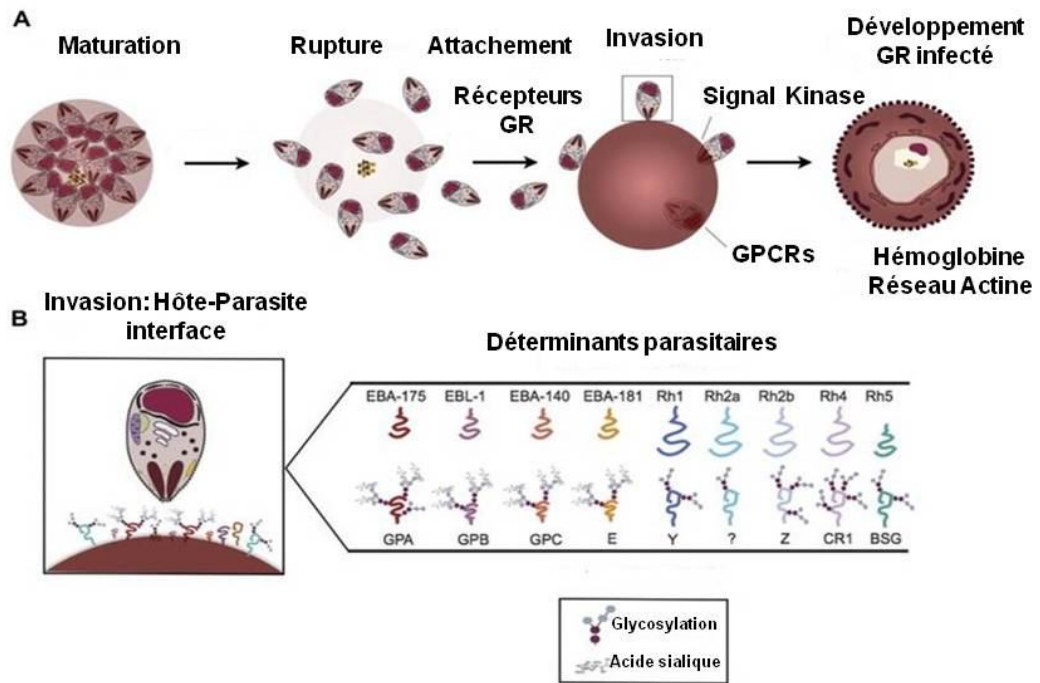 A
Maturation
Rupture
Attachement
Invasion
Développement
GR infecté
Récepteurs
GR
Signal Kinase
GPCRs
Hémoglobine
Réseau Actine
B
Invasion: Hôte-Parasite
interface
Déterminants parasitaires
EBA-175 EBL-1 EBA-140 EBA-181 Rh1 Rh2a Rh2b Rh4 Rh5
GPA GPB GPC E Y ? Z CR1 BSG
Glycosylation
Acide sialique